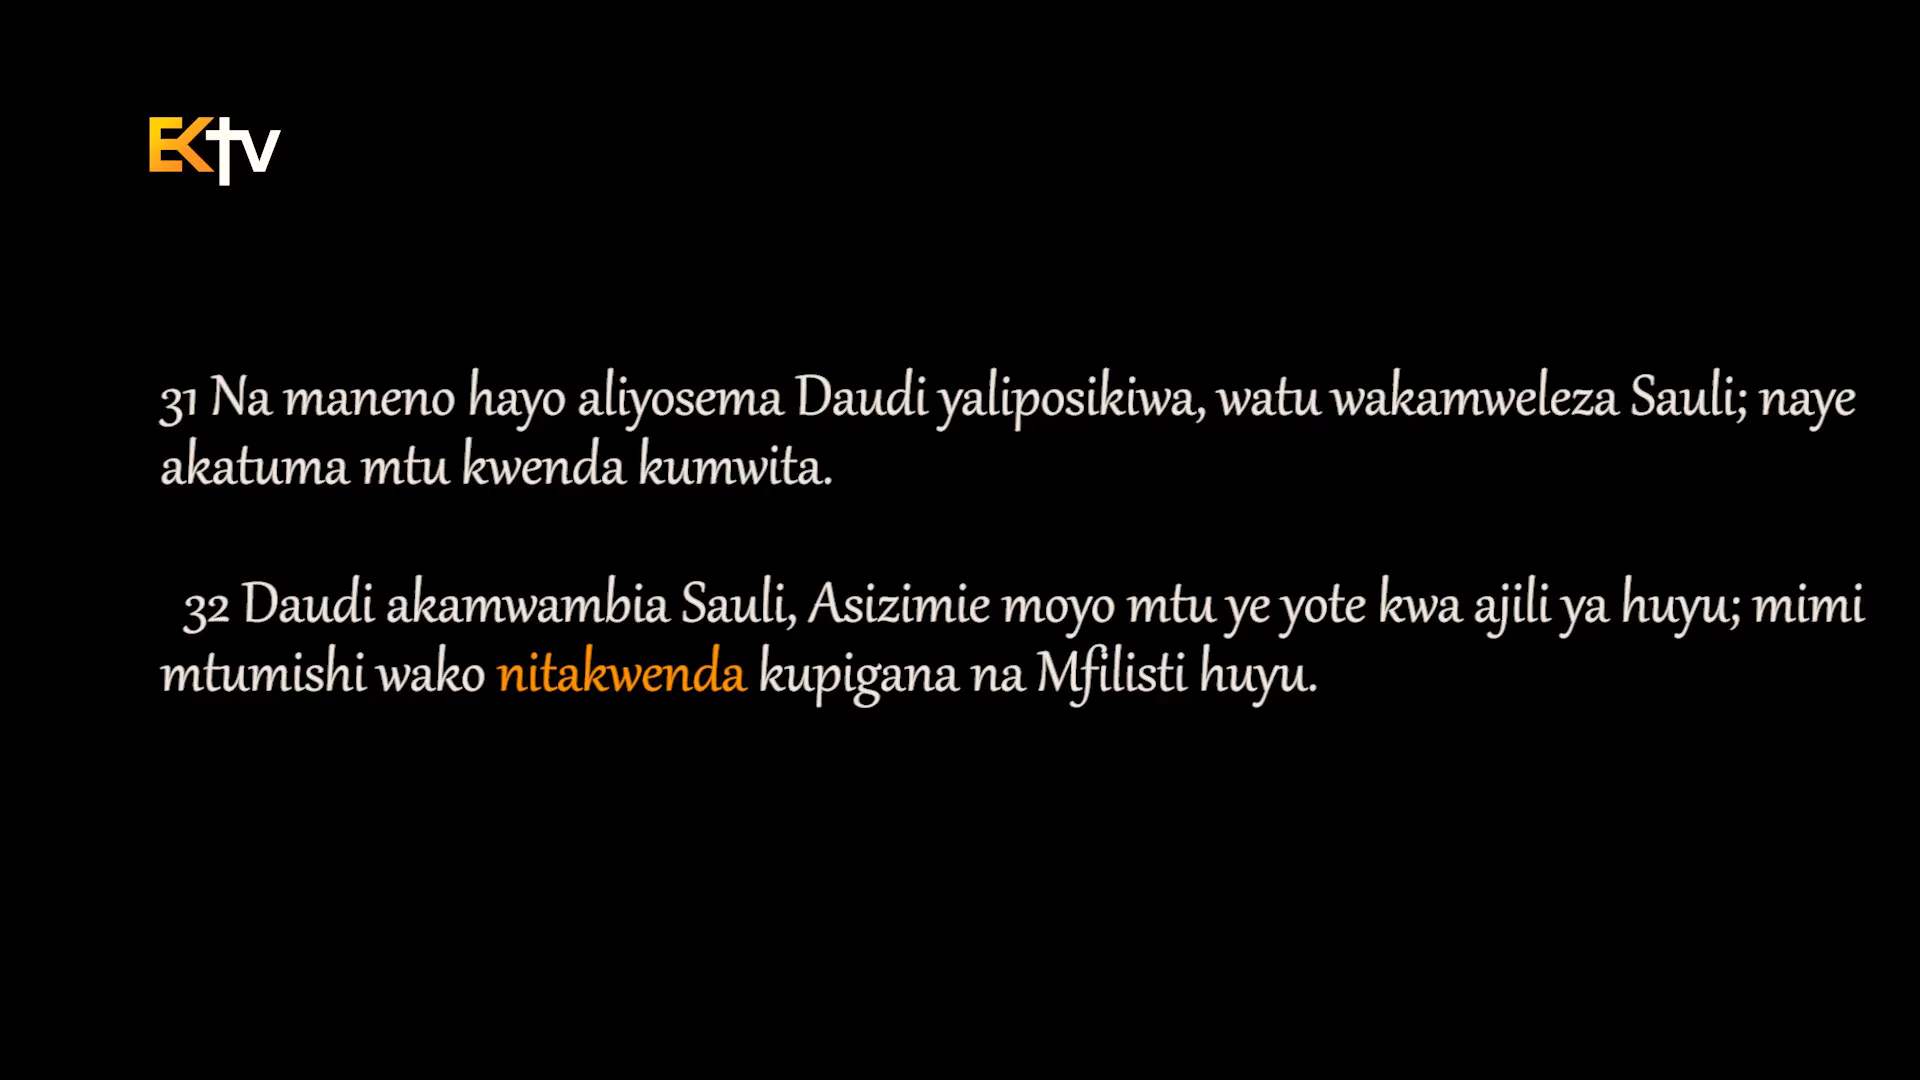 EKTV
31 Na maneno hayo aliyosema Daudi yaliposikiwa, watu wakamweleza Sauli; naye
akatuma mtu kwenda kumwita.
32 Daudi akamwambia Sauli, Asizimie moyo mtu ye yote kwa ajili ya huyu; mimi
mtumishi wako nitakwenda kupigana na Mfilisti huyu.